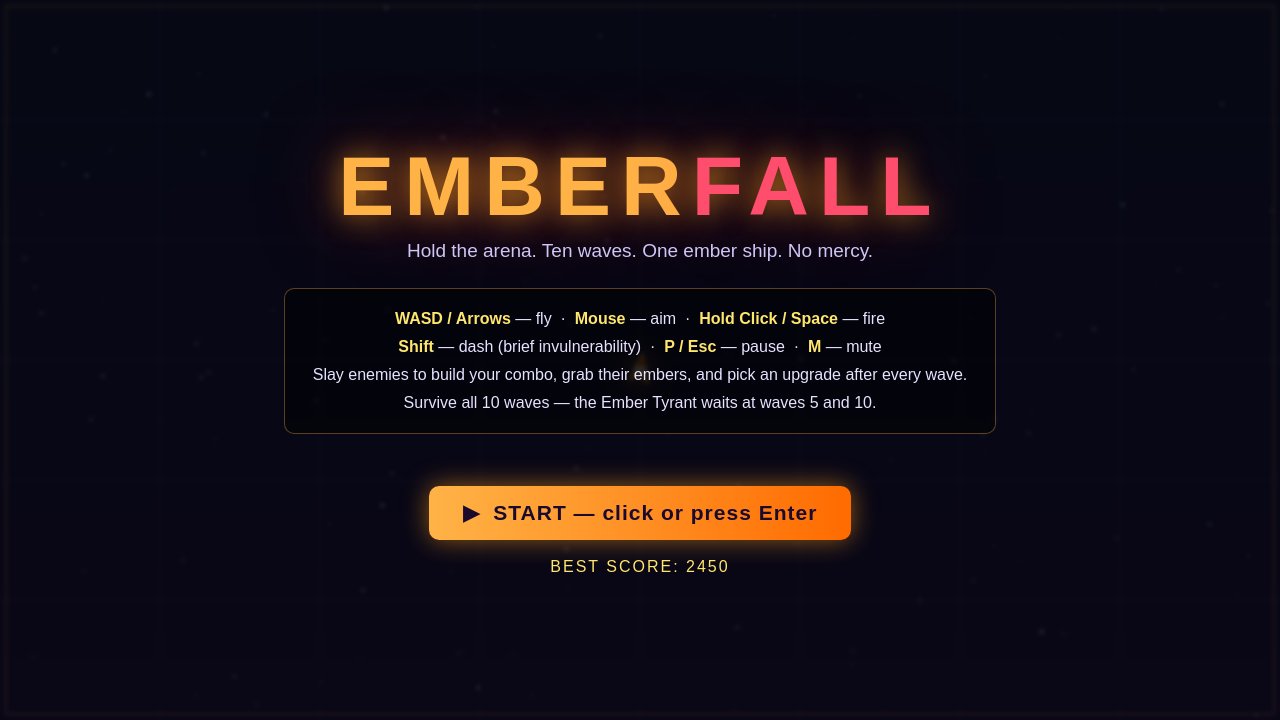 EMBERFALL
Hold the arena. Ten waves. One ember ship. No mercy.
WASD / Arrows — fly · Mouse — aim · Hold Click / Space — fire
Shift — dash (brief invulnerability) · P / Esc — pause · M — mute
Slay enemies to build your combo, grab their embers, and pick an upgrade after every wave.
Survive all 10 waves — the Ember Tyrant waits at waves 5 and 10.
▶ START — click or press Enter
BEST SCORE: 2450